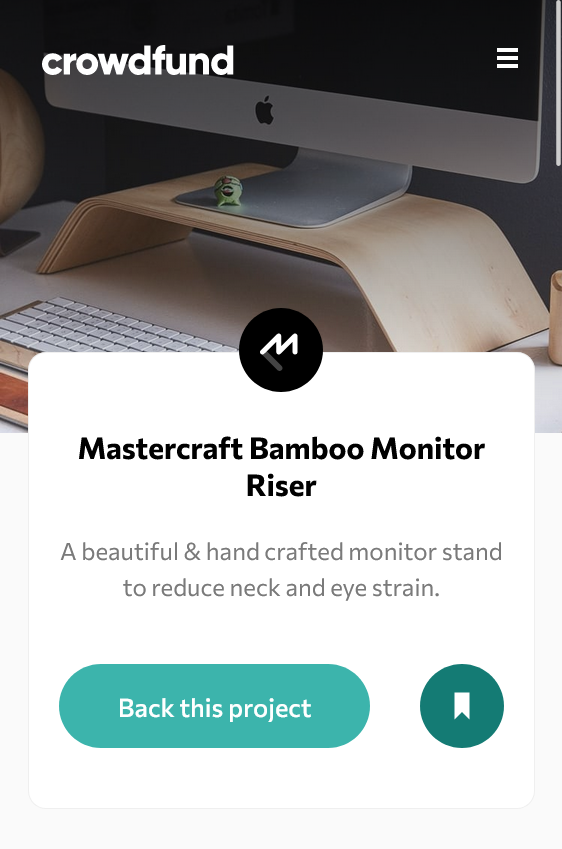 crowdfund
Mastercraft Bamboo Monitor
Riser
A beautiful & hand crafted monitor stand
to reduce neck and eye strain.
Back this project